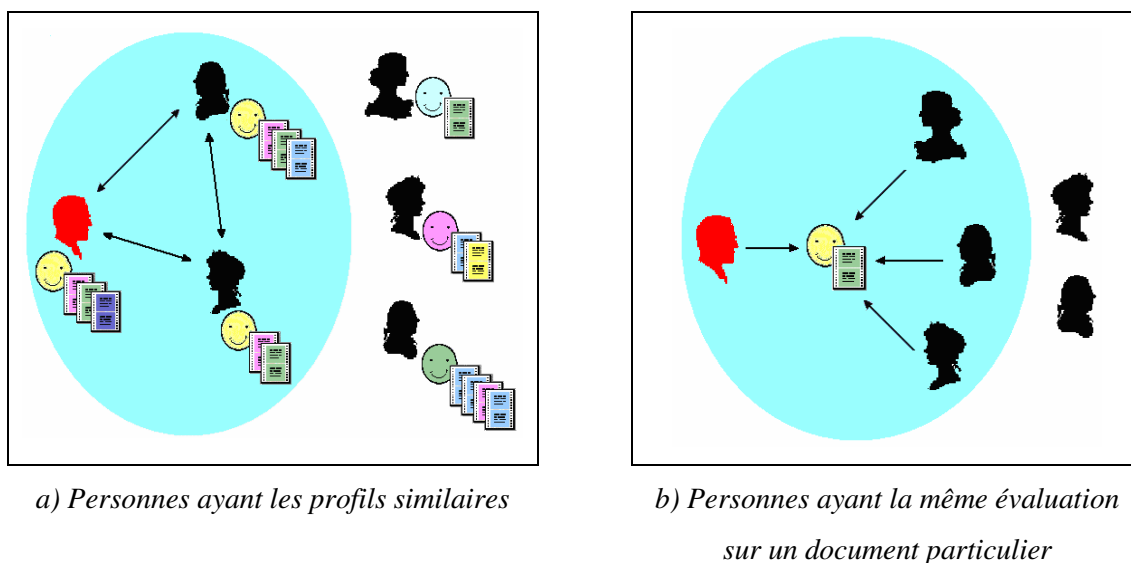 a) Personnes ayant les profils similaires
b) Personnes ayant la même évaluation
sur un document particulier